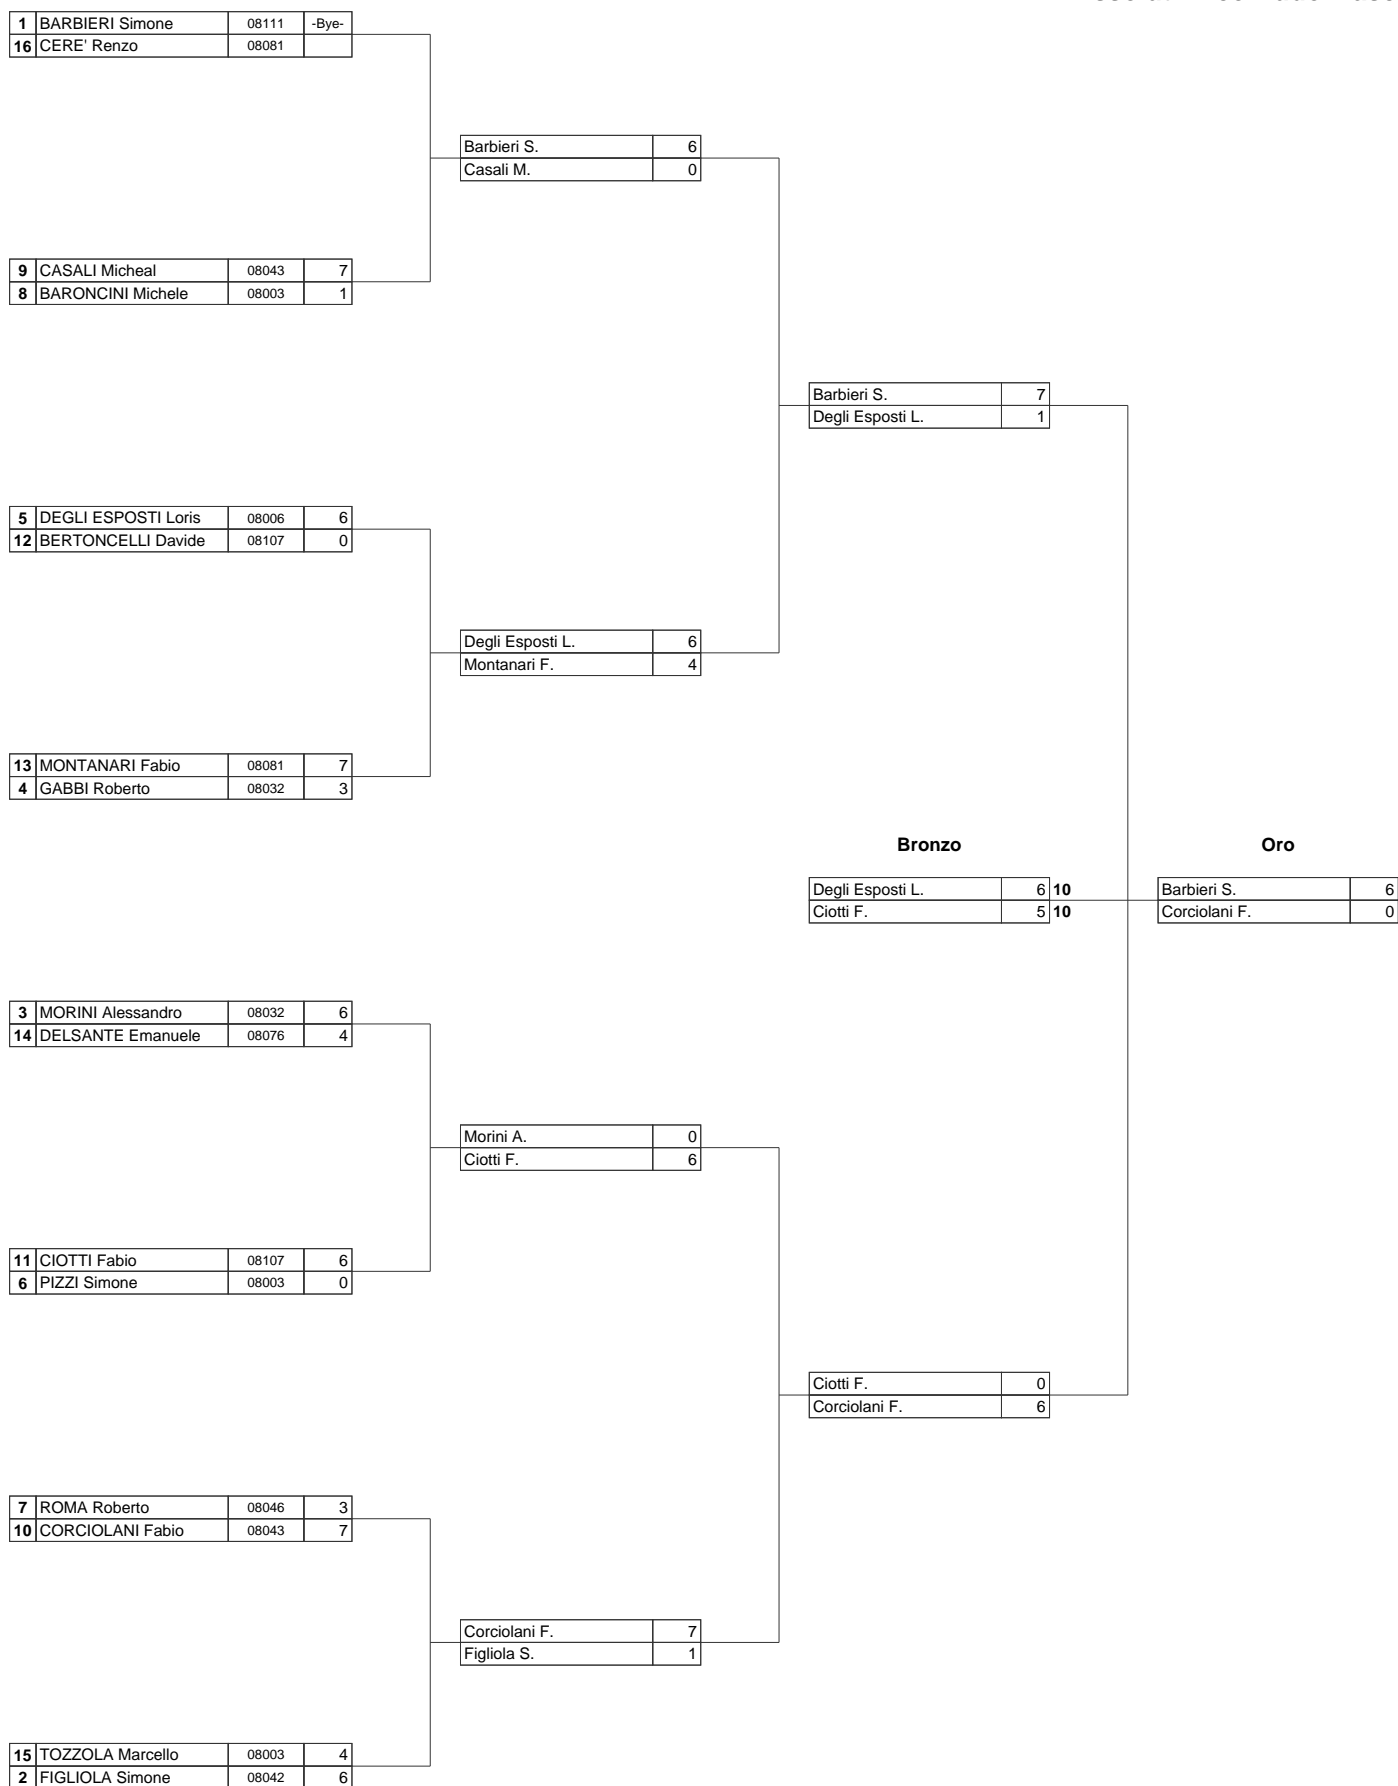 1 BARBIERI Simone 08111 -Bye-
16 CERE' Renzo 08081
Barbieri S. 6
Casali M. 0
9 CASALI Micheal 08043 7
8 BARONCINI Michele 08003 1
Barbieri S. 7
Degli Esposti L. 1
5 DEGLI ESPOSTI Loris 08006 6
12 BERTONCELLI Davide 08107 0
Degli Esposti L. 6
Montanari F. 4
13 MONTANARI Fabio 08081 7
4 GABBI Roberto 08032 3
Bronzo Oro
Degli Esposti L. 6 10 Barbieri S. 6
Ciotti F. 5 10 Corciolani F. 0
3 MORINI Alessandro 08032 6
14 DELSANTE Emanuele 08076 4
Morini A. 0
Ciotti F. 6
11 CIOTTI Fabio 08107 6
6 PIZZI Simone 08003 0
Ciotti F. 0
Corciolani F. 6
7 ROMA Roberto 08046 3
10 CORCIOLANI Fabio 08043 7
Corciolani F. 7
Figliola S. 1
15 TOZZOLA Marcello 08003 4
2 FIGLIOLA Simone 08042 6